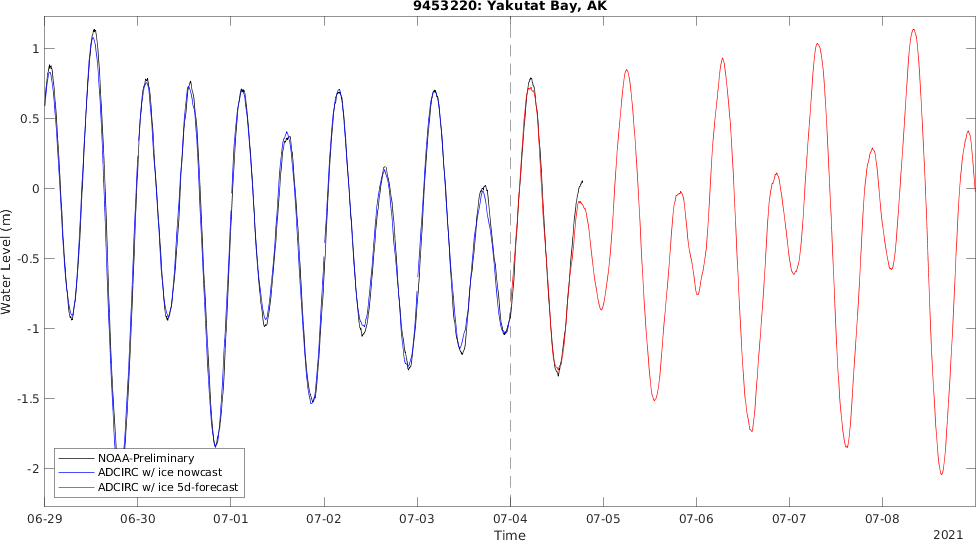 9453220: Yakutat Bay, AK
Water Level (m)
1
0.5
0
-0.5
-1
-1.5
-2
NOAA-Preliminary
ADCIRC w/ ice nowcast
ADCIRC w/ ice 5d-forecast
06-29 06-30 07-01 07-02 07-03 07-04 07-05 07-06 07-07 07-08
Time
2021